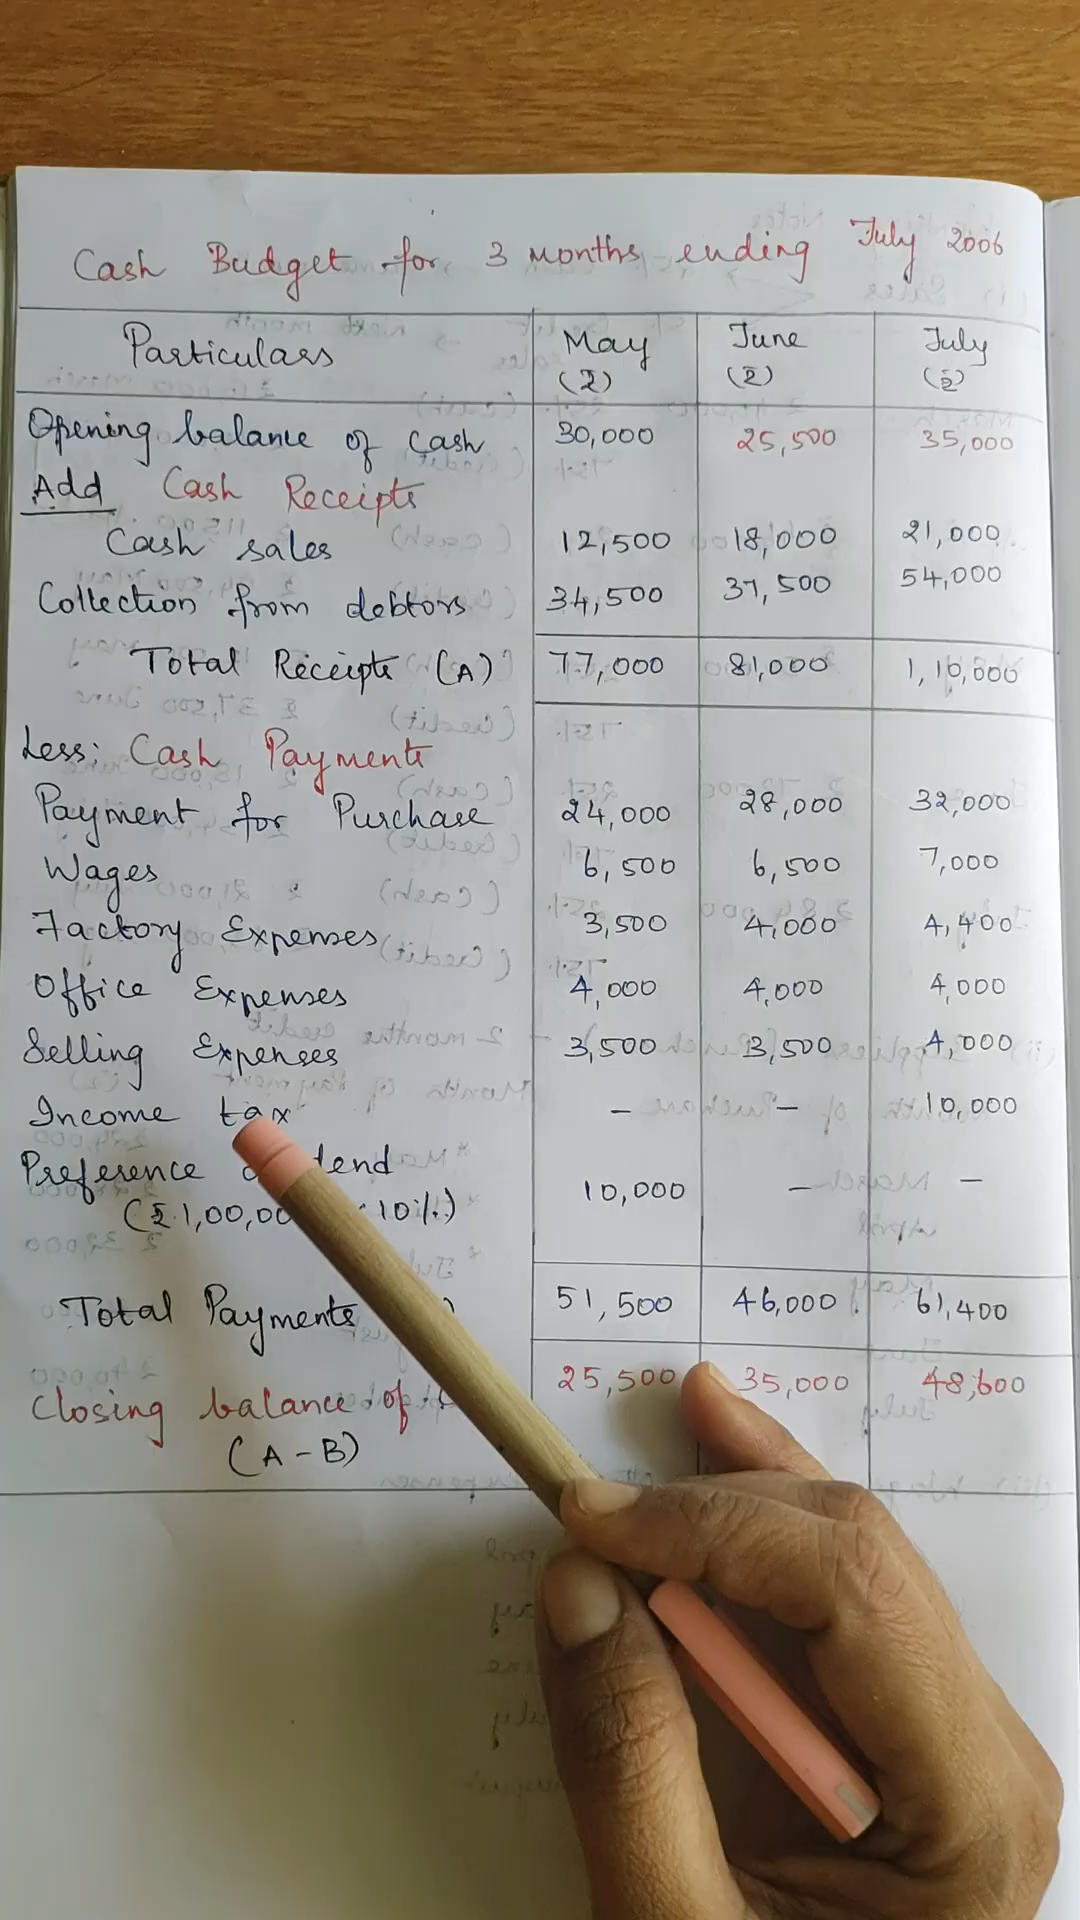 Cash Budget for 3 months ending July 2006
Particulars May June July
(₹) (₹) (₹)
Opening balance of cash 30,000 25,500 35,000
Add Cash Receipts
Cash sales 12,500 18,000 21,000
Collection from debtors 34,500 37,500 54,000
Total Receipts (A) 77,000 81,000 1,10,000
Less: Cash Payments
Payment for Purchase 24,000 28,000 32,000
Wages 6,500 6,500 7,000
Factory Expenses 3,500 4,000 4,400
Office Expenses 4,000 4,000 4,000
Selling Expenses 3,500 3,500 4,000
Income tax - - 10,000
Preference dend
(₹ 1,00,00 10%) 10,000 - -
Total Payments ) 51,500 46,000 61,400
Closing balance of 25,500 35,000 48,600
(A - B)